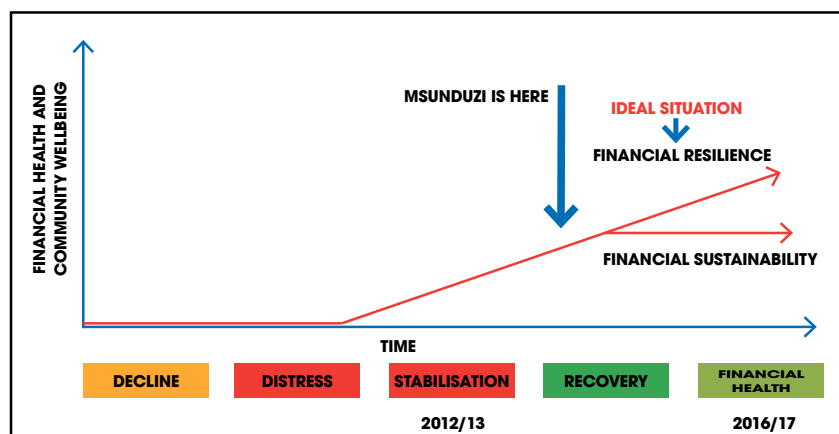 FINANCIAL HEALTH AND
COMMUNITY WELLBEING
MSUNDUZI IS HERE
IDEAL SITUATION
FINANCIAL RESILIENCE
FINANCIAL SUSTAINABILITY
TIME
DECLINE
DISTRESS
STABILISATION
RECOVERY
FINANCIAL
HEALTH
2012/13
2016/17